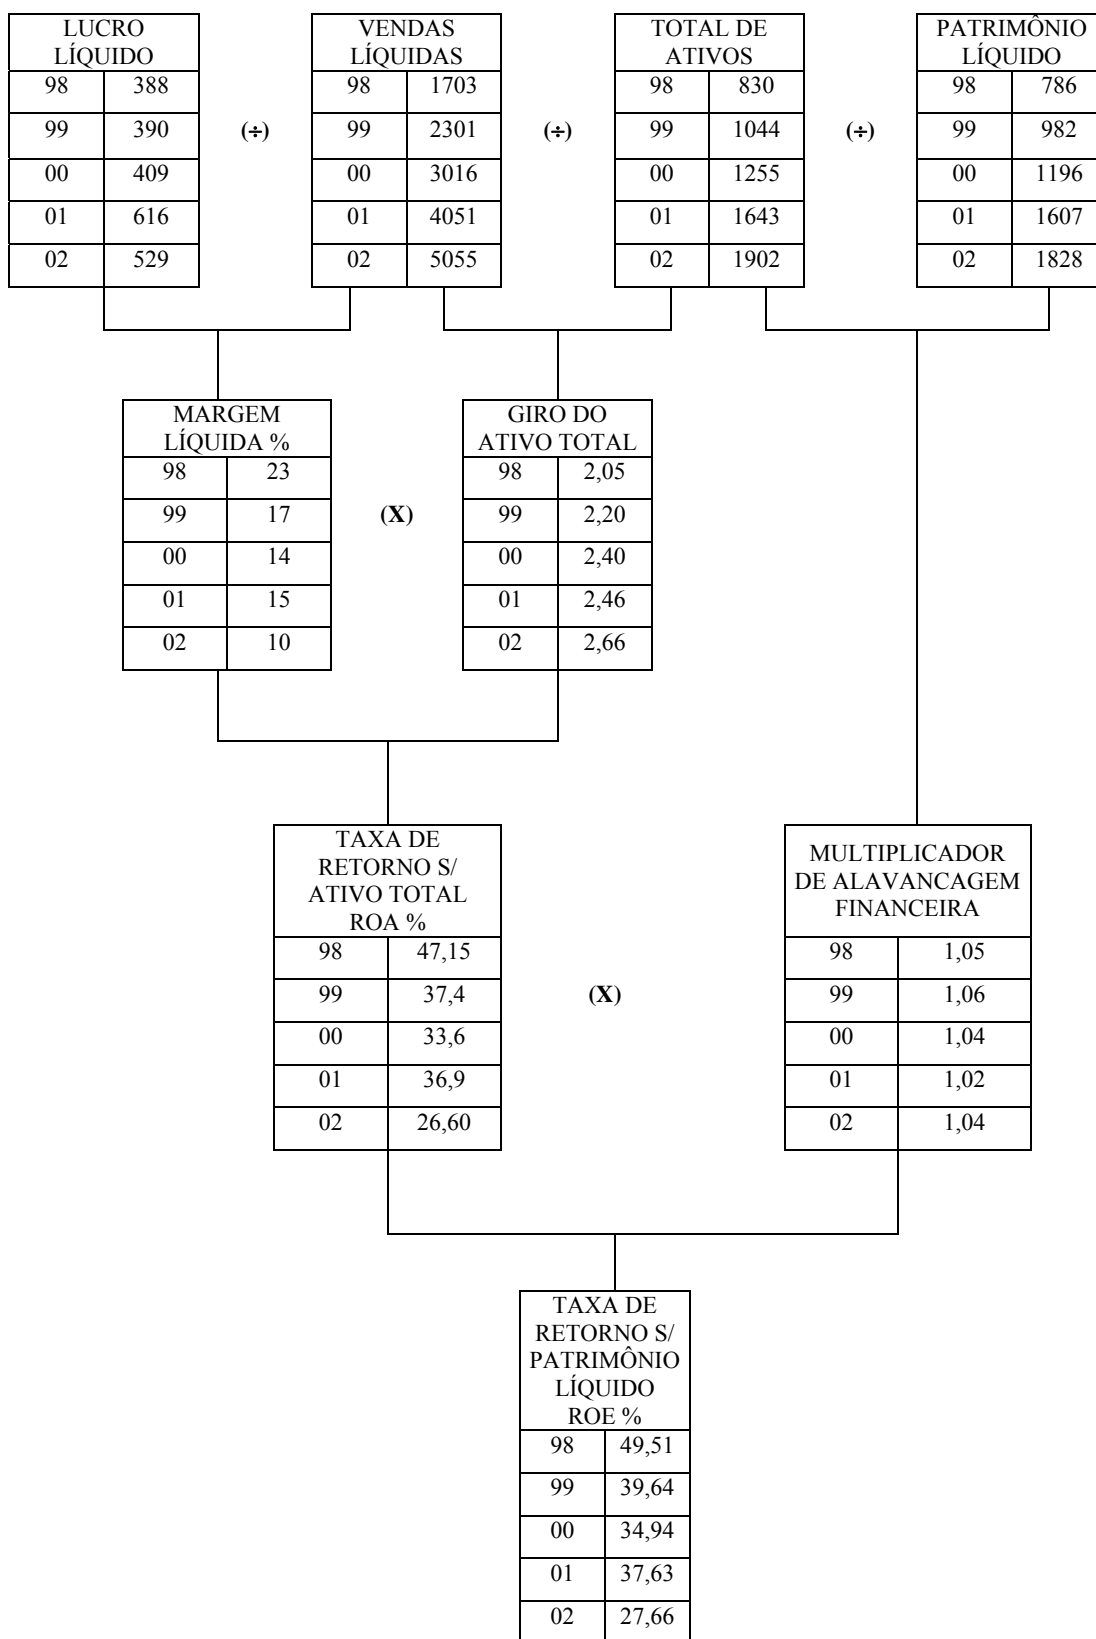 LUCRO
LÍQUIDO
98 388
99 390
00 409
01 616
02 529
(÷)
VENDAS
LÍQUIDAS
98 1703
99 2301
00 3016
01 4051
02 5055
(÷)
TOTAL DE
ATIVOS
98 830
99 1044
00 1255
01 1643
02 1902
(÷)
PATRIMÔNIO
LÍQUIDO
98 786
99 982
00 1196
01 1607
02 1828
MARGEM
LÍQUIDA %
98 23
99 17
00 14
01 15
02 10
(X)
GIRO DO
ATIVO TOTAL
98 2,05
99 2,20
00 2,40
01 2,46
02 2,66
TAXA DE
RETORNO S/
ATIVO TOTAL
ROA %
98 47,15
99 37,4
00 33,6
01 36,9
02 26,60
(X)
MULTIPLICADOR
DE ALAVANCAGEM
FINANCEIRA
98 1,05
99 1,06
00 1,04
01 1,02
02 1,04
TAXA DE
RETORNO S/
PATRIMÔNIO
LÍQUIDO
ROE %
98 49,51
99 39,64
00 34,94
01 37,63
02 27,66